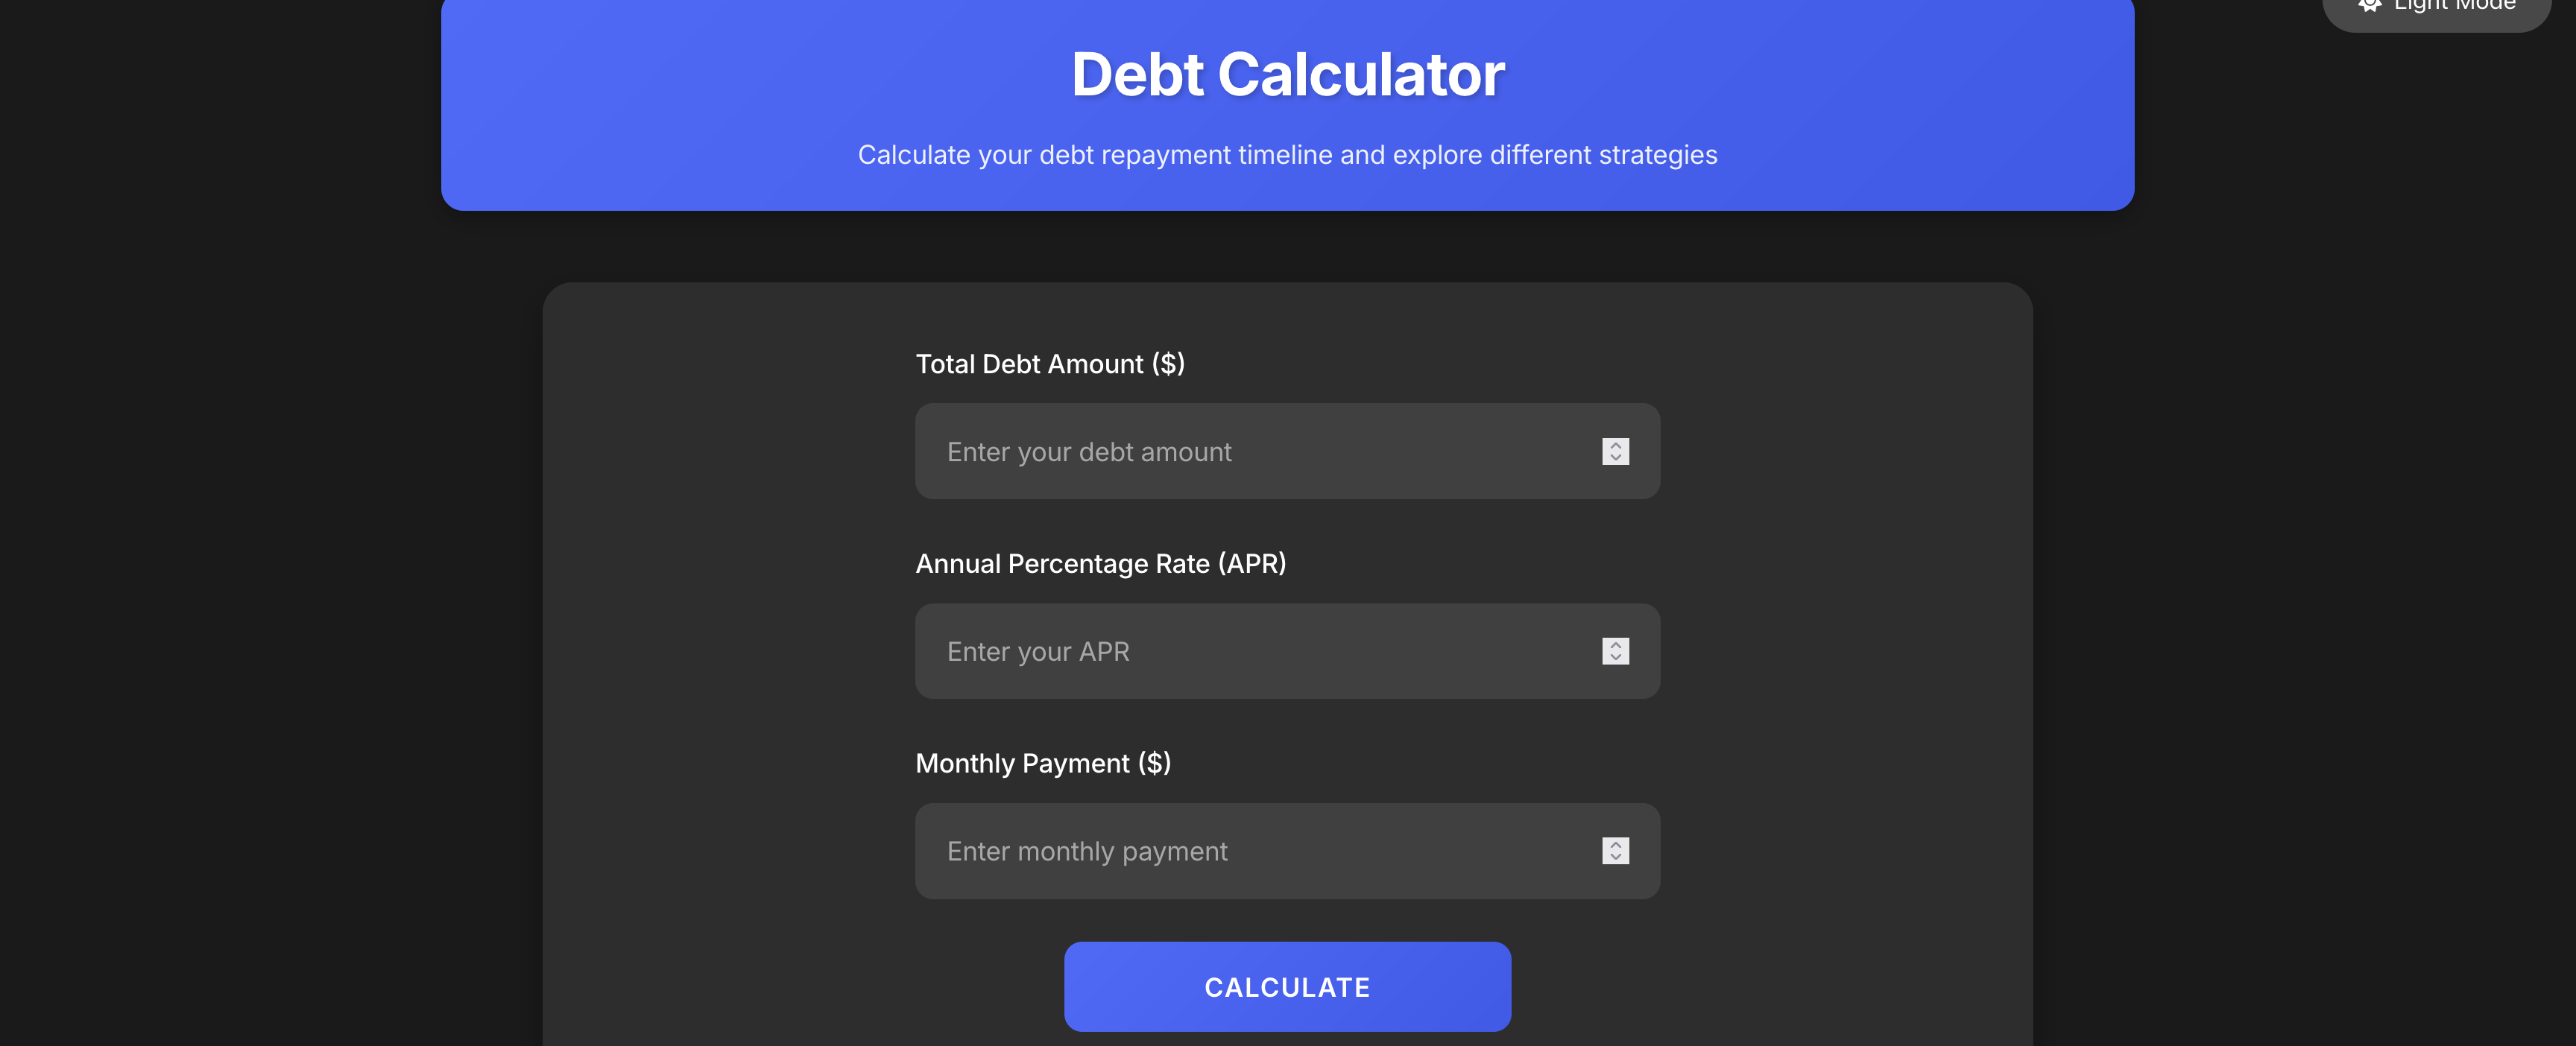 Light Mode
Debt Calculator
Calculate your debt repayment timeline and explore different strategies
Total Debt Amount ($)
Enter your debt amount
Annual Percentage Rate (APR)
Enter your APR
Monthly Payment ($)
Enter monthly payment
CALCULATE